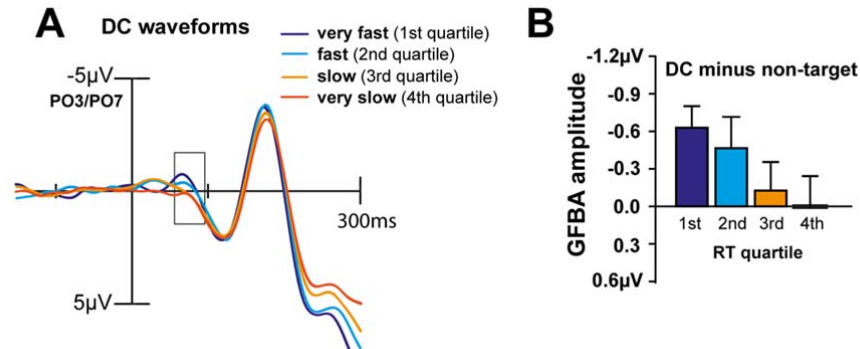 A
DC waveforms
very fast (1st quartile)
fast (2nd quartile)
slow (3rd quartile)
very slow (4th quartile)
-5µV
PO3/PO7
300ms
5µV
B
DC minus non-target
GFBA amplitude
-1.2µV
-0.9
-0.6
-0.3
0.0
0.3
0.6µV
1st 2nd 3rd 4th
RT quartile